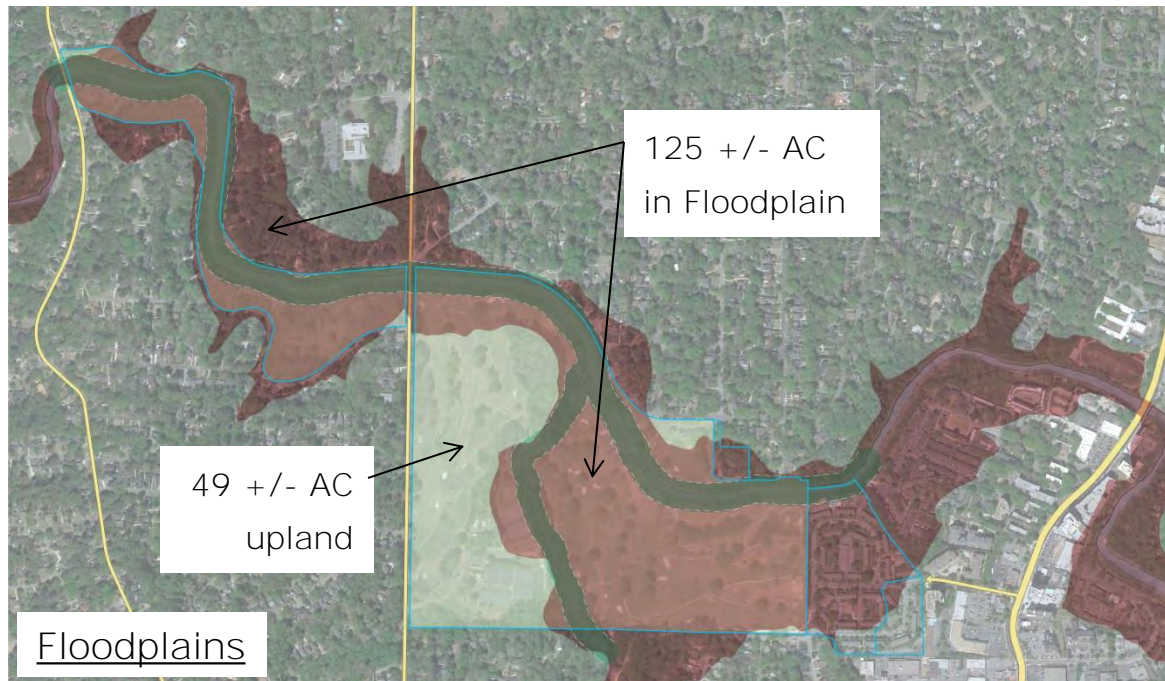 125 +/- AC
in Floodplain
49 +/- AC
upland
Floodplains